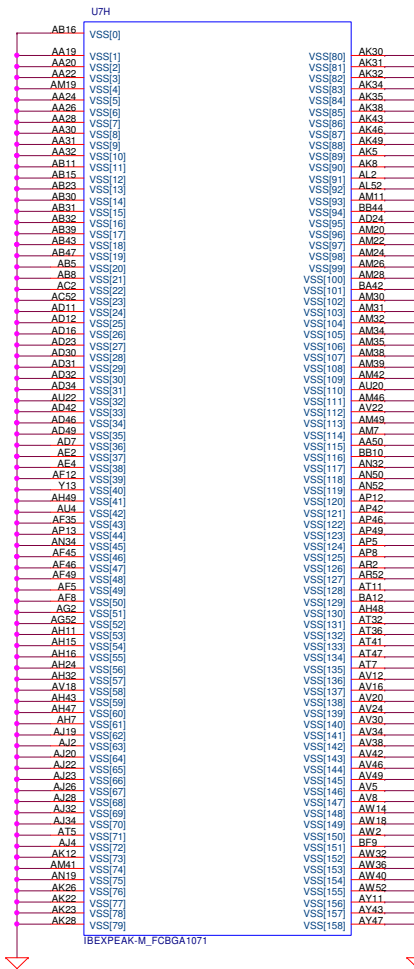 U7H
AB16 VSS[0]
AA19 VSS[1] VSS[80] AK30
AA20 VSS[2] VSS[81] AK31
AA22 VSS[3] VSS[82] AK32
AM19 VSS[4] VSS[83] AK34
AA24 VSS[5] VSS[84] AK35
AA26 VSS[6] VSS[85] AK38
AA28 VSS[7] VSS[86] AK43
AA30 VSS[8] VSS[87] AK46
AA31 VSS[9] VSS[88] AK49
AA32 VSS[10] VSS[89] AK5
AB11 VSS[11] VSS[90] AK8
AB15 VSS[12] VSS[91] AL2
AB23 VSS[13] VSS[92] AL52
AB30 VSS[14] VSS[93] AM11
AB31 VSS[15] VSS[94] BB44
AB32 VSS[16] VSS[95] AD24
AB39 VSS[17] VSS[96] AM20
AB43 VSS[18] VSS[97] AM22
AB47 VSS[19] VSS[98] AM24
AB5 VSS[20] VSS[99] AM26
AB8 VSS[21] VSS[100] AM28
AC2 VSS[22] VSS[101] BA42
AC52 VSS[23] VSS[102] AM30
AD11 VSS[24] VSS[103] AM31
AD12 VSS[25] VSS[104] AM32
AD16 VSS[26] VSS[105] AM34
AD23 VSS[27] VSS[106] AM35
AD30 VSS[28] VSS[107] AM38
AD31 VSS[29] VSS[108] AM39
AD32 VSS[30] VSS[109] AM42
AD34 VSS[31] VSS[110] AU20
AU22 VSS[32] VSS[111] AM46
AD42 VSS[33] VSS[112] AV22
AD46 VSS[34] VSS[113] AM49
AD49 VSS[35] VSS[114] AM7
AD7 VSS[36] VSS[115] AA50
AE2 VSS[37] VSS[116] BB10
AE4 VSS[38] VSS[117] AN32
AF12 VSS[39] VSS[118] AN50
Y13 VSS[40] VSS[119] AN52
AH49 VSS[41] VSS[120] AP12
AU4 VSS[42] VSS[121] AP42
AF35 VSS[43] VSS[122] AP46
AP13 VSS[44] VSS[123] AP49
AN34 VSS[45] VSS[124] AP5
AF45 VSS[46] VSS[125] AP8
AF46 VSS[47] VSS[126] AR2
AF49 VSS[48] VSS[127] AR52
AF5 VSS[49] VSS[128] AT11
AF8 VSS[50] VSS[129] BA12
AG2 VSS[51] VSS[130] AH48
AG52 VSS[52] VSS[131] AT32
AH11 VSS[53] VSS[132] AT36
AH15 VSS[54] VSS[133] AT41
AH16 VSS[55] VSS[134] AT47
AH24 VSS[56] VSS[135] AT7
AH32 VSS[57] VSS[136] AV12
AV18 VSS[58] VSS[137] AV16
AH43 VSS[59] VSS[138] AV20
AH47 VSS[60] VSS[139] AV24
AH7 VSS[61] VSS[140] AV30
AJ19 VSS[62] VSS[141] AV34
AJ2 VSS[63] VSS[142] AV38
AJ20 VSS[64] VSS[143] AV42
AJ22 VSS[65] VSS[144] AV46
AJ23 VSS[66] VSS[145] AV49
AJ26 VSS[67] VSS[146] AV5
AJ28 VSS[68] VSS[147] AV8
AJ32 VSS[69] VSS[148] AW14
AJ34 VSS[70] VSS[149] AW18
AT5 VSS[71] VSS[150] AW2
AJ4 VSS[72] VSS[151] BF9
AK12 VSS[73] VSS[152] AW32
AM41 VSS[74] VSS[153] AW36
AN19 VSS[75] VSS[154] AW40
AK26 VSS[76] VSS[155] AW52
AK22 VSS[77] VSS[156] AY11
AK23 VSS[78] VSS[157] AY43
AK28 VSS[79] VSS[158] AY47
IBEXPEAK-M_FCBGA1071